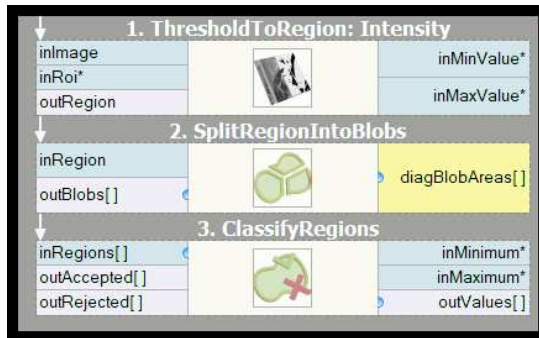 1. ThresholdToRegion: Intensity
inImage
inRoi*
outRegion
inMinValue*
inMaxValue*
2. SplitRegionIntoBlobs
inRegion
outBlobs[]
diagBlobAreas[]
3. ClassifyRegions
inRegions[]
outAccepted[]
outRejected[]
inMinimum*
inMaximum*
outValues[]